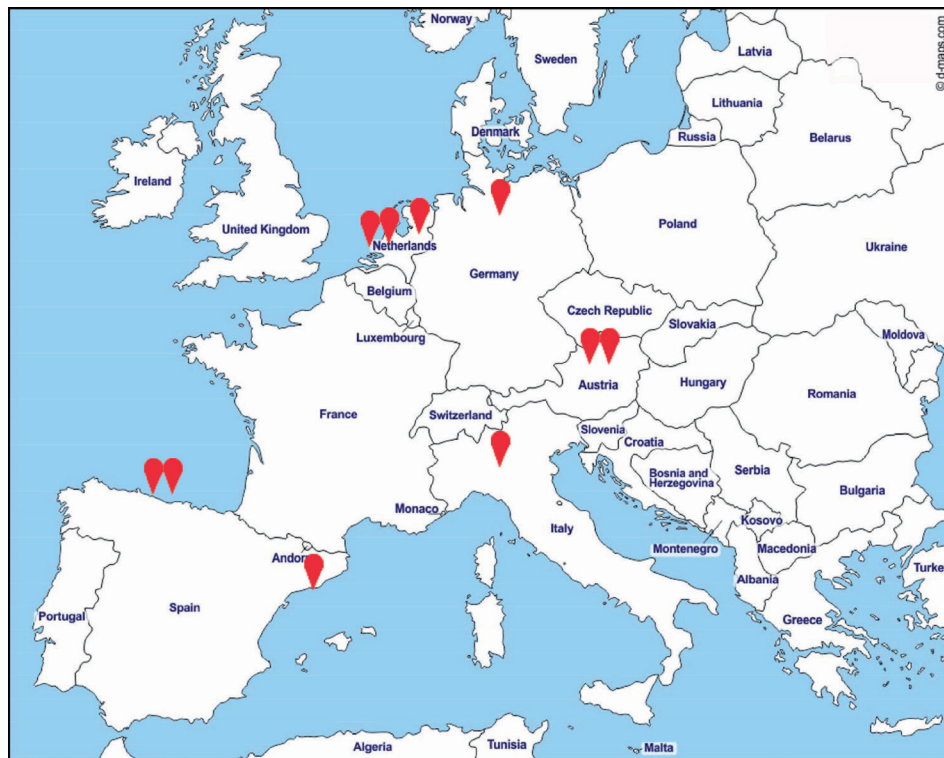 Norway
Sweden
Latvia
© d-maps.com
Lithuania
Denmark
Russia
Belarus
Ireland
United Kingdom
Netherlands
Poland
Ukraine
Germany
Belgium
Czech Republic
Slovakia
Luxembourg
Moldova
Austria
Hungary
Romania
France
Switzerland
Slovenia
Croatia
Bosnia and
Herzegovina
Serbia
Bulgaria
Monaco
Kosovo
Italy
Montenegro
Macedonia
Andor
Albania
Turke
Spain
Portugal
Greece
Algeria
Tunisia
Malta